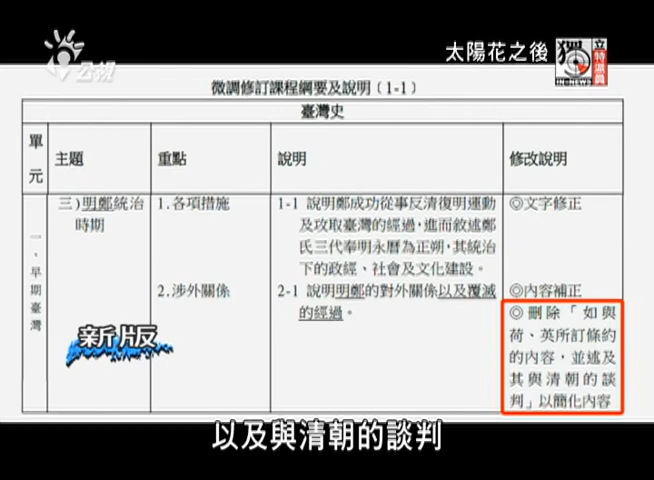 太陽花之後
獨立特派員
IN-NEWS
公視
微調修訂課程綱要及說明（1-1）
臺灣史
單元
主題
重點
說明
修改說明
一、早期臺灣
三)明鄭統治
時期
1.各項措施
1-1 說明鄭成功從事反清復明運動
及攻取臺灣的經過，進而敘述鄭
氏三代奉明永曆為正朔，其統治
下的政經、社會及文化建設。
◎文字修正
2.涉外關係
2-1 說明明鄭的對外關係以及覆滅
的經過。
◎內容補正
◎刪除「如與
荷、英所訂條約
的內容，並述及
其與清朝的談
判」以簡化內容
新版
以及與清朝的談判